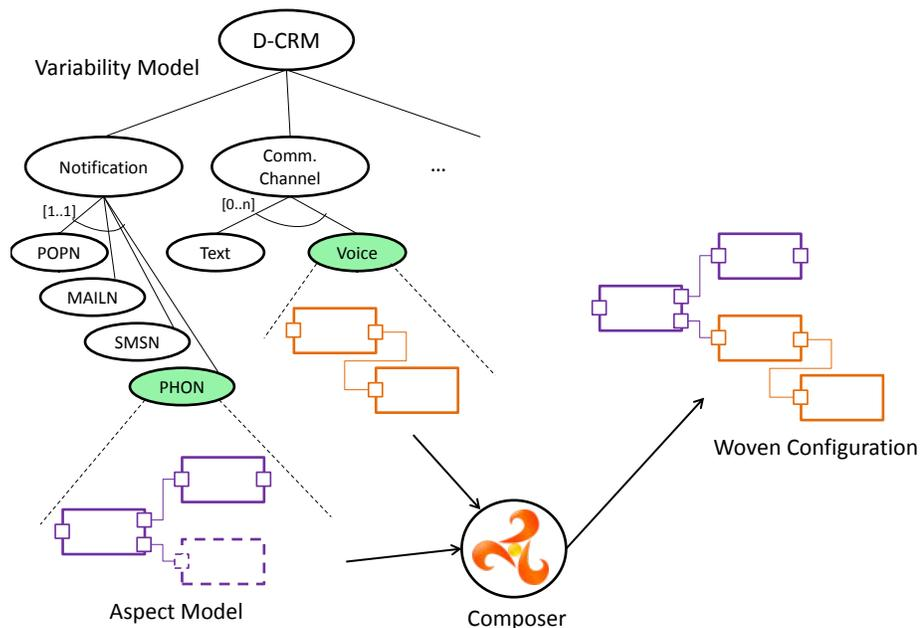 D-CRM
Variability Model
Notification
Comm.
Channel
...
[1..1]
[0..n]
POPN
Text
Voice
MAILN
SMSN
PHON
Woven Configuration
Aspect Model
Composer